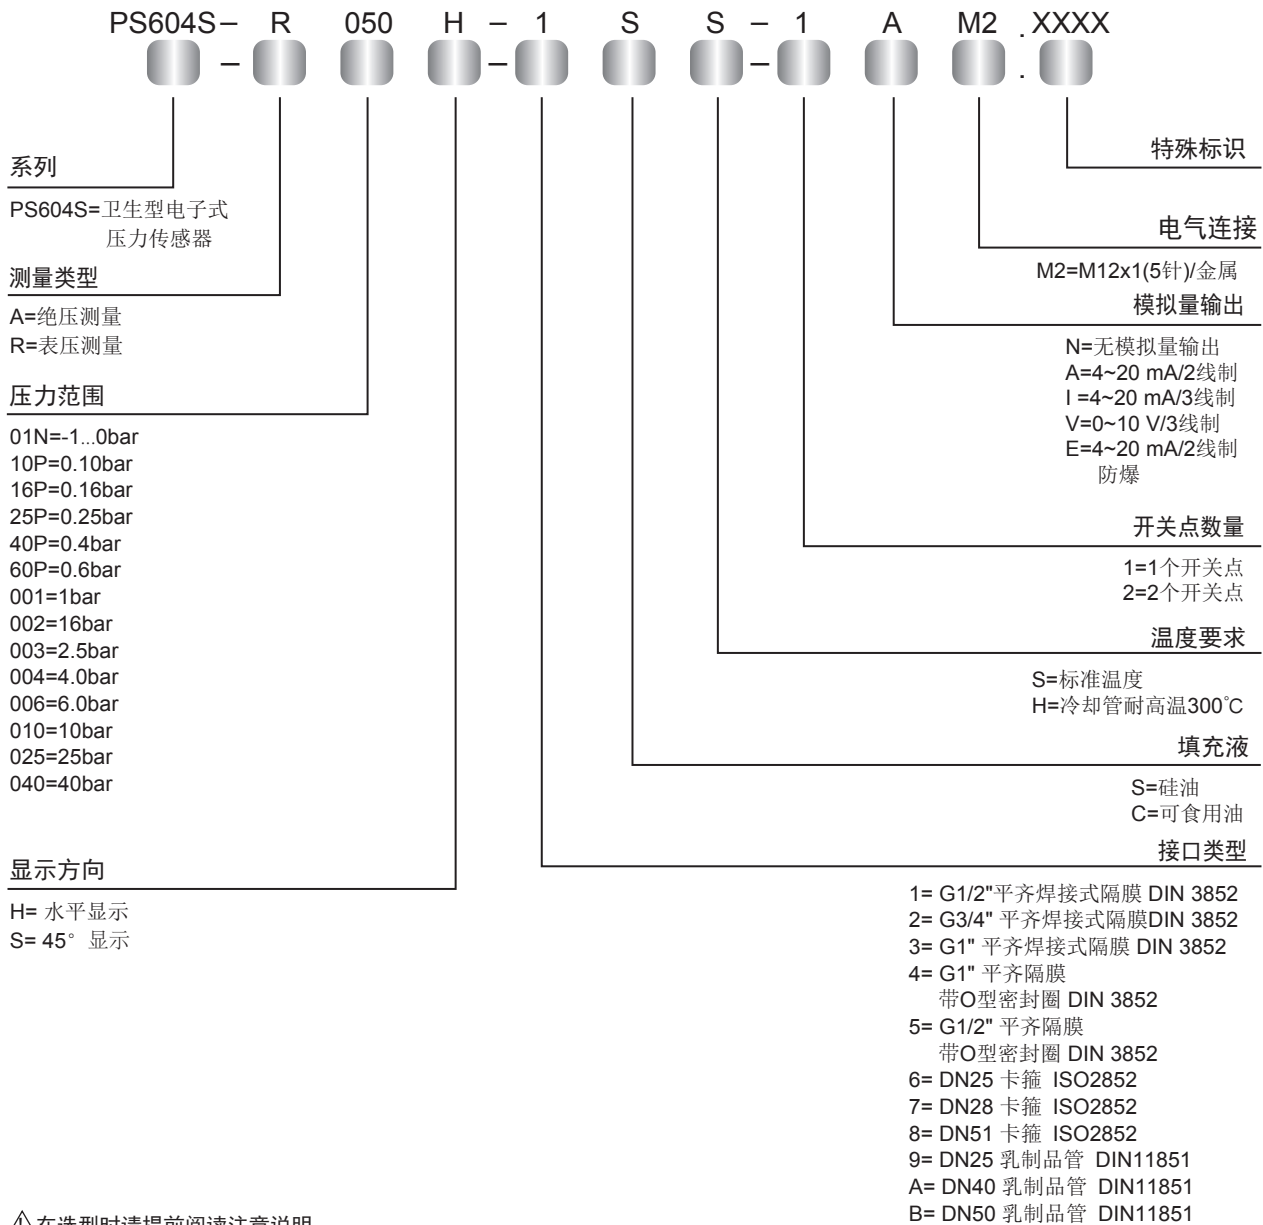 PS604S – R 050 H – 1 S S – 1 A M2 . XXXX
– – – .
系列
PS604S=卫生型电子式
压力传感器
测量类型
A=绝压测量
R=表压测量
压力范围
01N=-1...0bar
10P=0.10bar
16P=0.16bar
25P=0.25bar
40P=0.4bar
60P=0.6bar
001=1bar
002=16bar
003=2.5bar
004=4.0bar
006=6.0bar
010=10bar
025=25bar
040=40bar
显示方向
H= 水平显示
S= 45° 显示
特殊标识
电气连接
M2=M12x1(5针)/金属
模拟量输出
N=无模拟量输出
A=4~20 mA/2线制
I =4~20 mA/3线制
V=0~10 V/3线制
E=4~20 mA/2线制
防爆
开关点数量
1=1个开关点
2=2个开关点
温度要求
S=标准温度
H=冷却管耐高温300℃
填充液
S=硅油
C=可食用油
接口类型
1= G1/2"平齐焊接式隔膜 DIN 3852
2= G3/4" 平齐焊接式隔膜DIN 3852
3= G1" 平齐焊接式隔膜 DIN 3852
4= G1" 平齐隔膜
带O型密封圈 DIN 3852
5= G1/2" 平齐隔膜
带O型密封圈 DIN 3852
6= DN25 卡箍 ISO2852
7= DN28 卡箍 ISO2852
8= DN51 卡箍 ISO2852
9= DN25 乳制品管 DIN11851
A= DN40 乳制品管 DIN11851
B= DN50 乳制品管 DIN11851
⚠在选型时请提前阅读注意说明